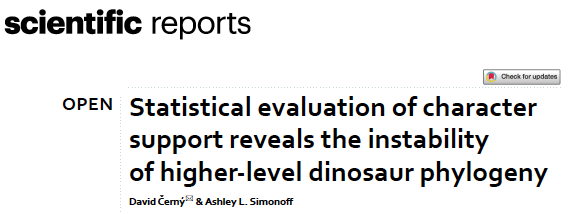 scientific reports
Check for updates
OPEN
Statistical evaluation of character
support reveals the instability
of higher-level dinosaur phylogeny
David Černý & Ashley L. Simonoff